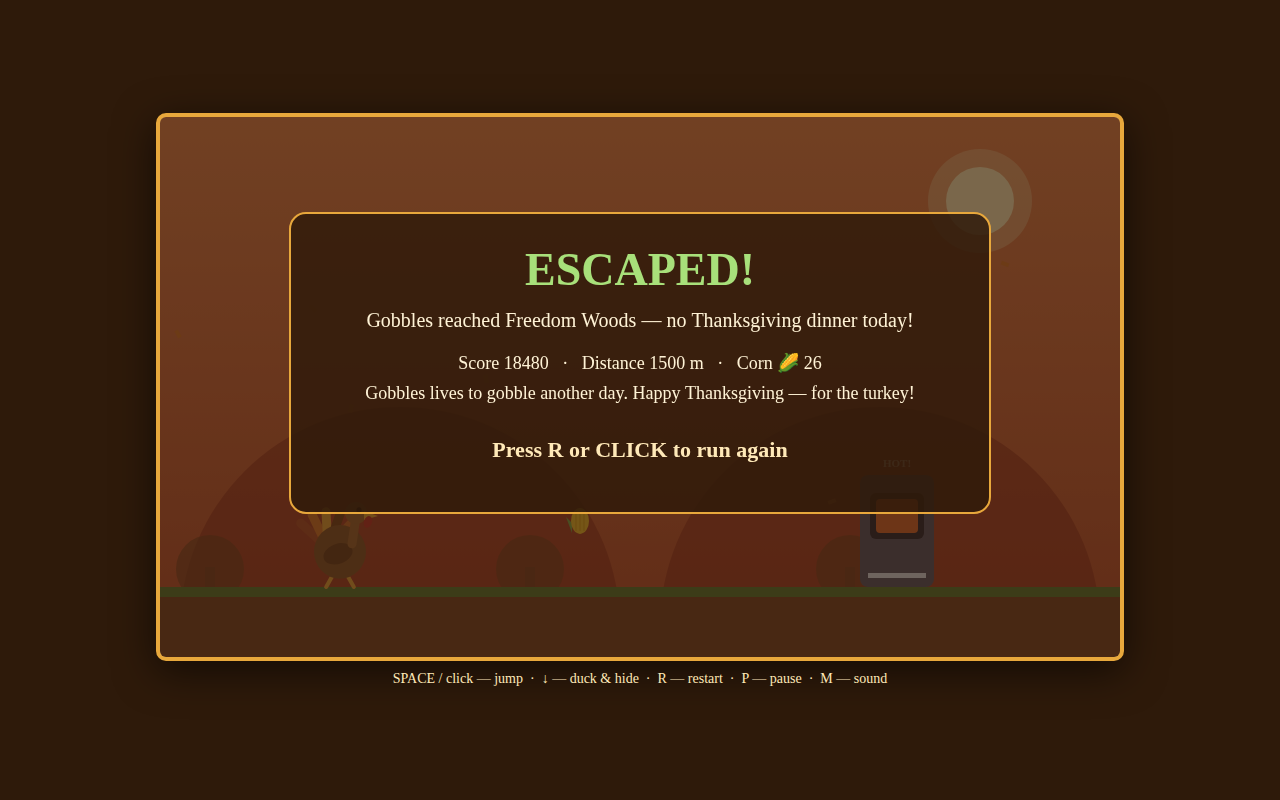 ESCAPED!
Gobbles reached Freedom Woods — no Thanksgiving dinner today!
Score 18480 · Distance 1500 m · Corn 🌽 26
Gobbles lives to gobble another day. Happy Thanksgiving — for the turkey!
Press R or CLICK to run again
SPACE / click — jump · ↓ — duck & hide · R — restart · P — pause · M — sound